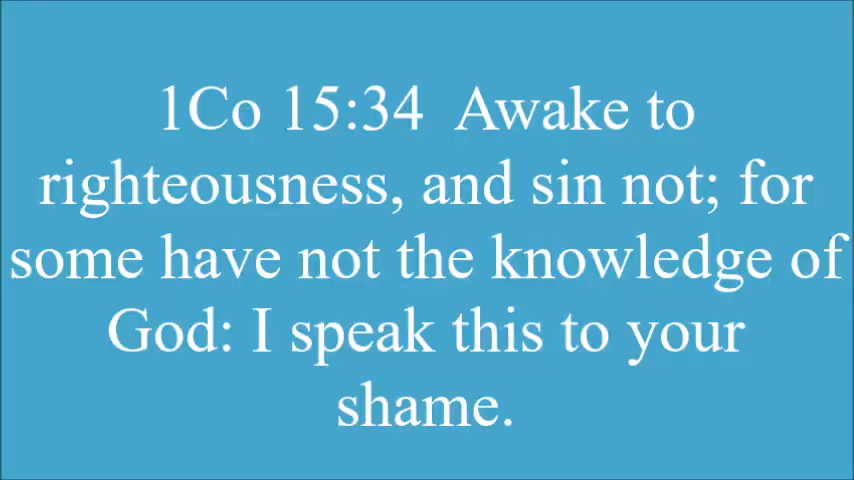 1Co 15:34  Awake to
righteousness, and sin not; for
some have not the knowledge of
God: I speak this to your
shame.